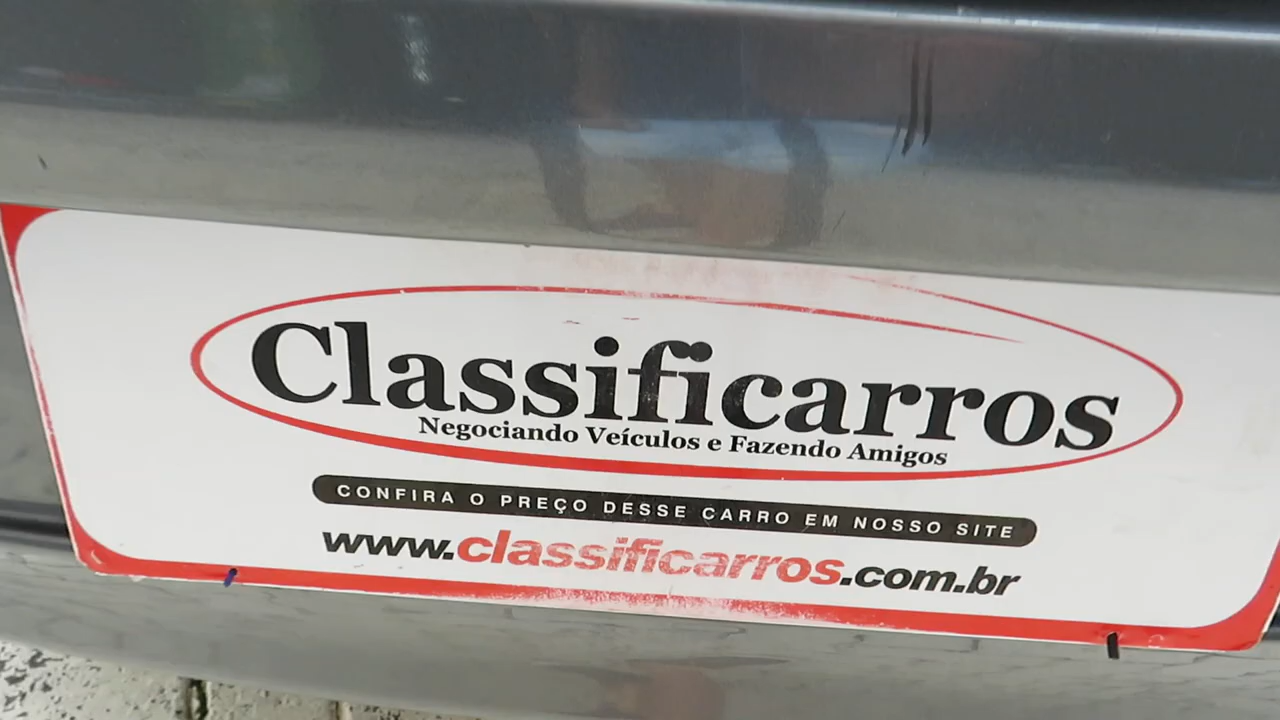 Classificarros
Negociando Veículos e Fazendo Amigos
CONFIRA O PREÇO DESSE CARRO EM NOSSO SITE
www.classificarros.com.br